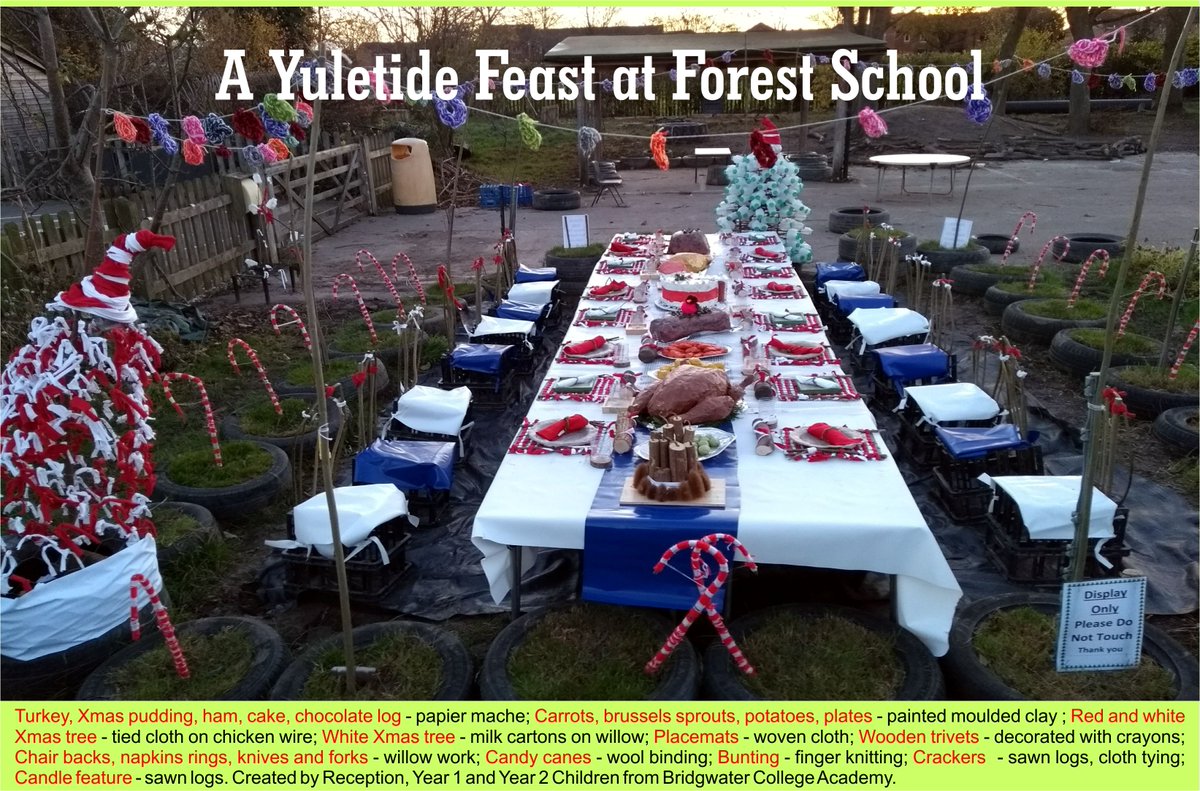 A Yuletide Feast at Forest School
Display
Only
Please Do
Not Touch
Thank you
Turkey, Xmas pudding, ham, cake, chocolate log - papier mache; Carrots, brussels sprouts, potatoes, plates - painted moulded clay ; Red and white
Xmas tree - tied cloth on chicken wire; White Xmas tree - milk cartons on willow; Placemats - woven cloth; Wooden trivets - decorated with crayons;
Chair backs, napkins rings, knives and forks - willow work; Candy canes - wool binding; Bunting - finger knitting; Crackers - sawn logs, cloth tying;
Candle feature - sawn logs. Created by Reception, Year 1 and Year 2 Children from Bridgwater College Academy.